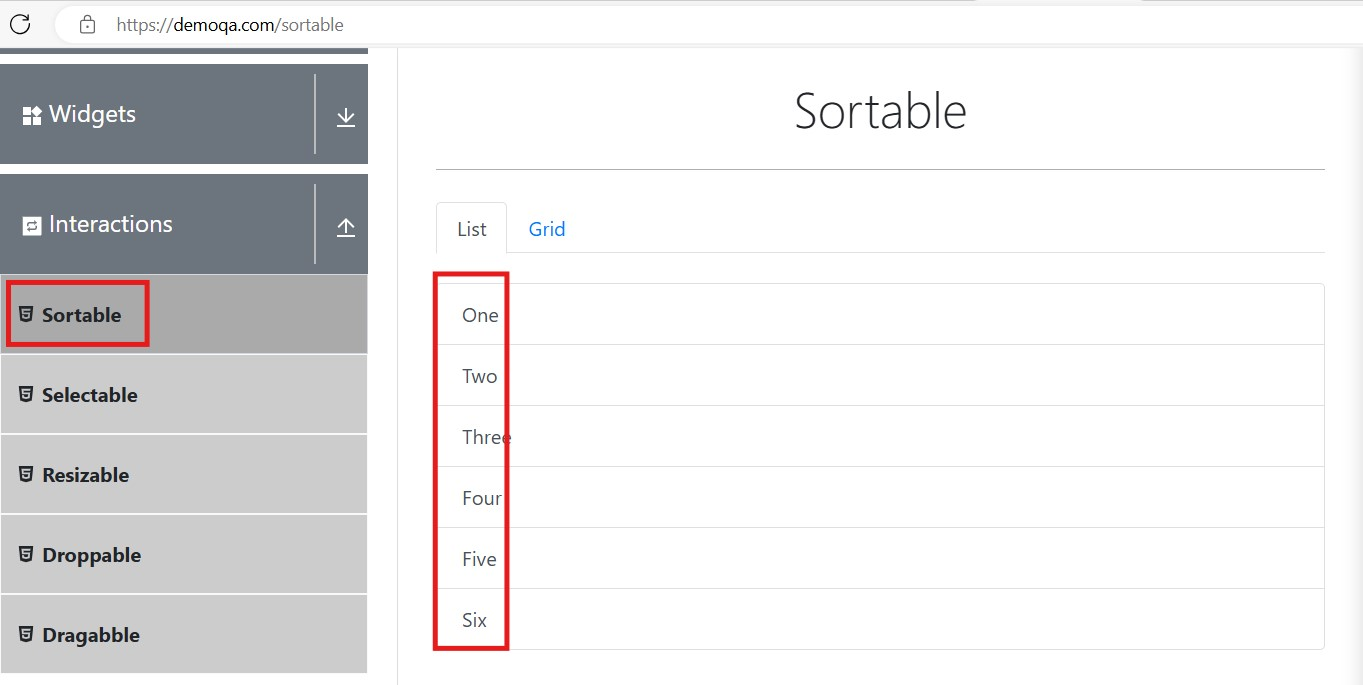 https://demoqa.com/sortable
Widgets
Interactions
Sortable
Selectable
Resizable
Droppable
Dragabble
Sortable
List Grid
One
Two
Three
Four
Five
Six